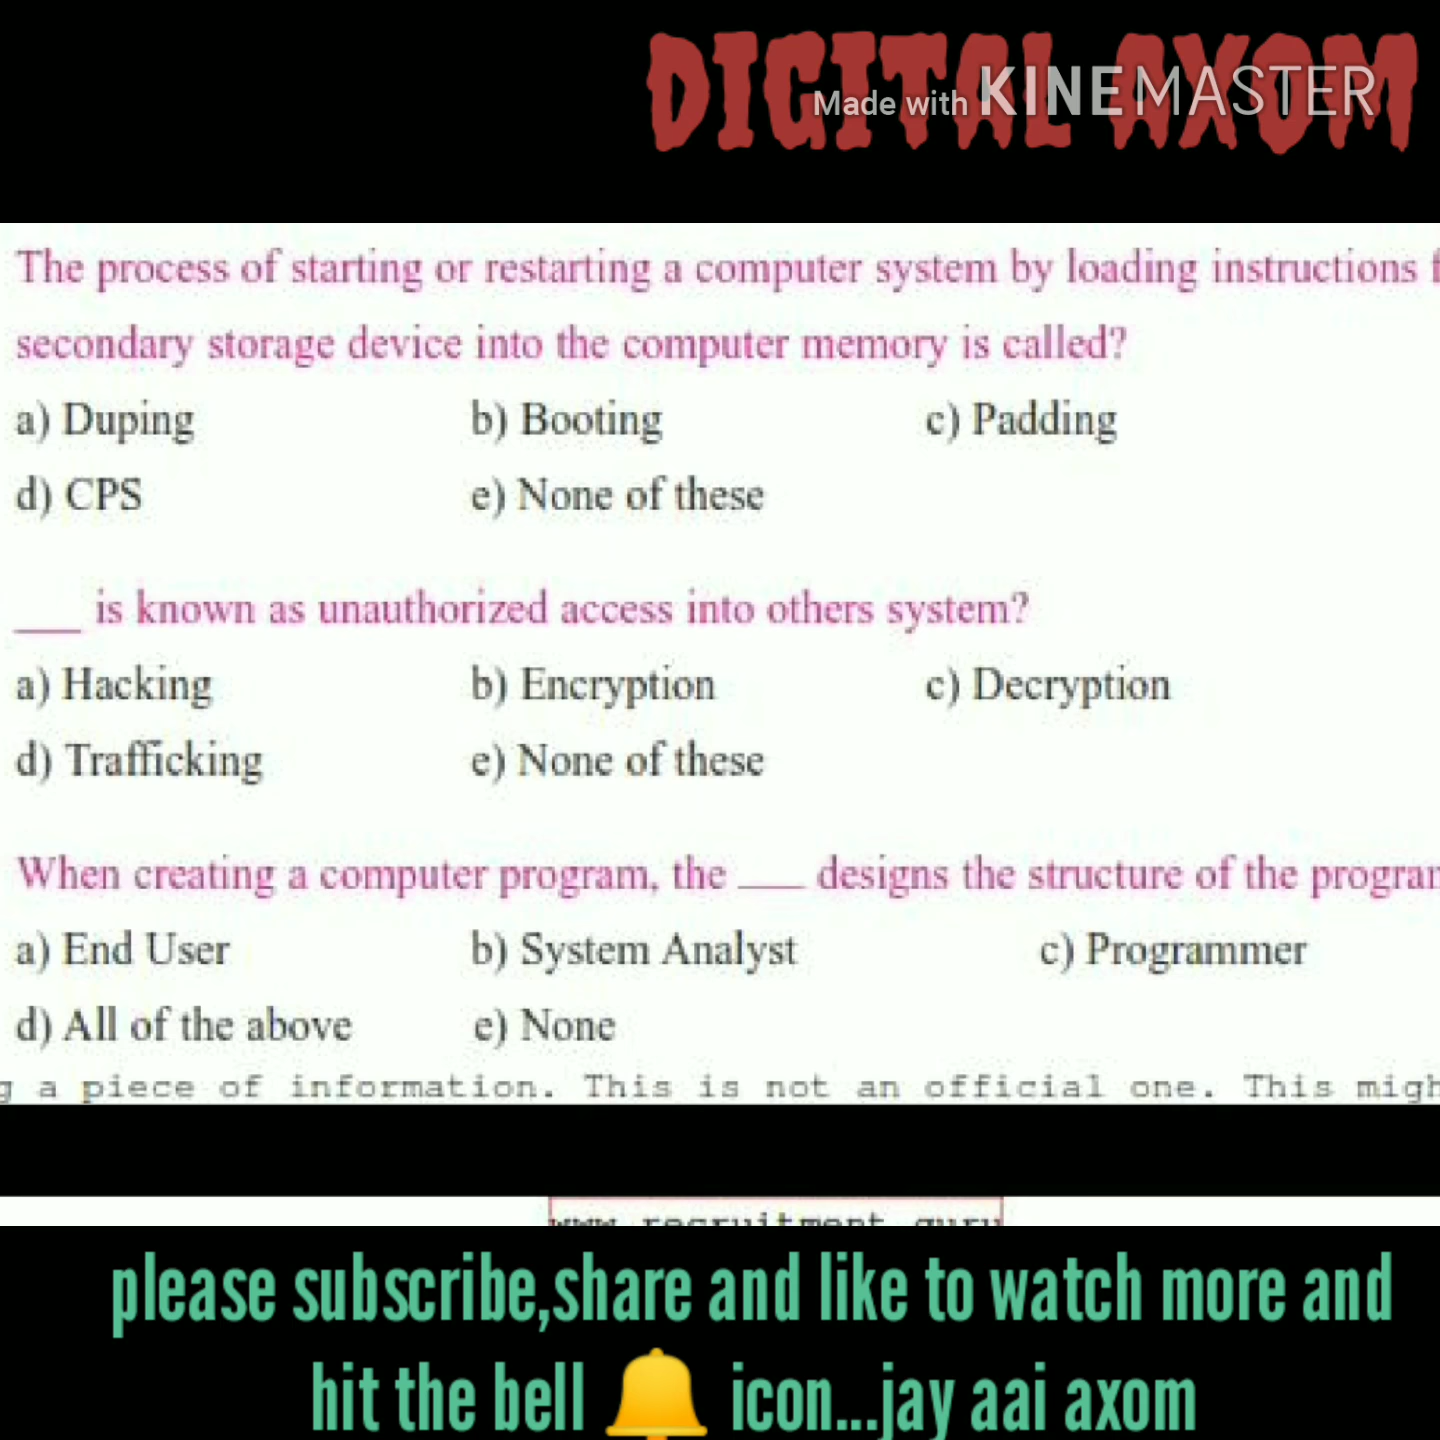 DIGITAL AXOM
Made with KINEMASTER
The process of starting or restarting a computer system by loading instructions
secondary storage device into the computer memory is called?
a) Duping b) Booting c) Padding
d) CPS e) None of these
___ is known as unauthorized access into others system?
a) Hacking b) Encryption c) Decryption
d) Trafficking e) None of these
When creating a computer program, the ___ designs the structure of the
a) End User b) System Analyst c) Programmer
d) All of the above e) None
a piece of information. This is not an official one. This
www.recruitment.guru
please subscribe,share and like to watch more and
hit the bell 🔔 icon...jay aai axom